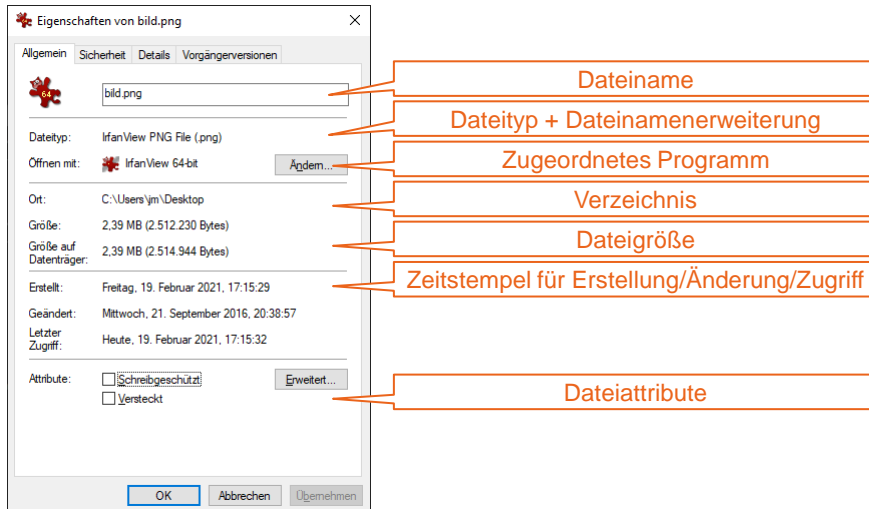 Eigenschaften von bild.png
Allgemein Sicherheit Details Vorgängerversionen
64
bild.png
Dateiname
Dateityp + Dateinamenerweiterung
Dateityp: IrfanView PNG File (.png)
Öffnen mit: IrfanView 64-bit Ändern...
Zugeordnetes Programm
Ort: C:\Users\jm\Desktop
Verzeichnis
Größe: 2,39 MB (2.512.230 Bytes)
Größe auf
Datenträger: 2,39 MB (2.514.944 Bytes)
Dateigröße
Erstellt: Freitag, 19. Februar 2021, 17:15:29
Zeitstempel für Erstellung/Änderung/Zugriff
Geändert: Mittwoch, 21. September 2016, 20:38:57
Letzter
Zugriff: Heute, 19. Februar 2021, 17:15:32
Attribute: Schreibgeschützt Erweitert...
Versteckt
Dateiattribute
OK Abbrechen Übernehmen